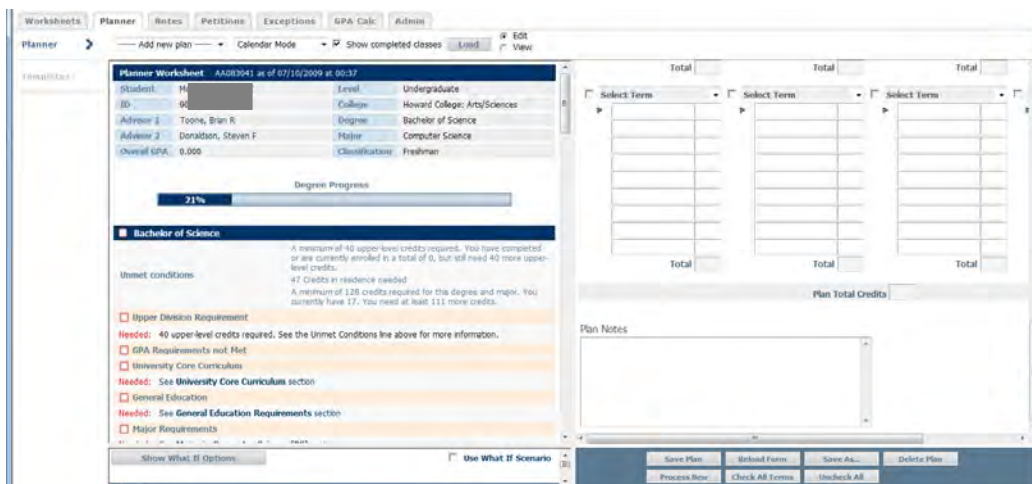 Worksheets Planner Notes Petitions Exceptions GPA Calc Admin
Planner
Add new plan Calendar Mode Show completed classes Load Edit View
Templates
Planner Worksheet AA083041 as of 07/10/2009 at 00:37
Student Level Undergraduate
ID College Howard College: Arts/Sciences
Advisor 1 Toone, Brian R Degree Bachelor of Science
Advisor 2 Donaldson, Steven F Major Computer Science
Overall GPA 0.000 Classification Freshman
Degree Progress
21%
Bachelor of Science
Unmet conditions
A minimum of 40 upper-level credits required. You have completed
or are currently enrolled in a total of 0, but still need 40 more upper-
level credits.
47 Credits in residence needed
A minimum of 128 credits required for this degree and major. You
currently have 17. You need at least 111 more credits.
Upper Division Requirement
Needed: 40 upper-level credits required. See the Unmet Conditions line above for more information.
GPA Requirements not Met
University Core Curriculum
Needed: See University Core Curriculum section
General Education
Needed: See General Education Requirements section
Major Requirements
Show What If Options Use What If Scenario
Total Total Total
Select Term Select Term Select Term
Total Total Total
Plan Total Credits
Plan Notes
Save Plan Reload Form Save As... Delete Plan
Process New Check All Terms Uncheck All